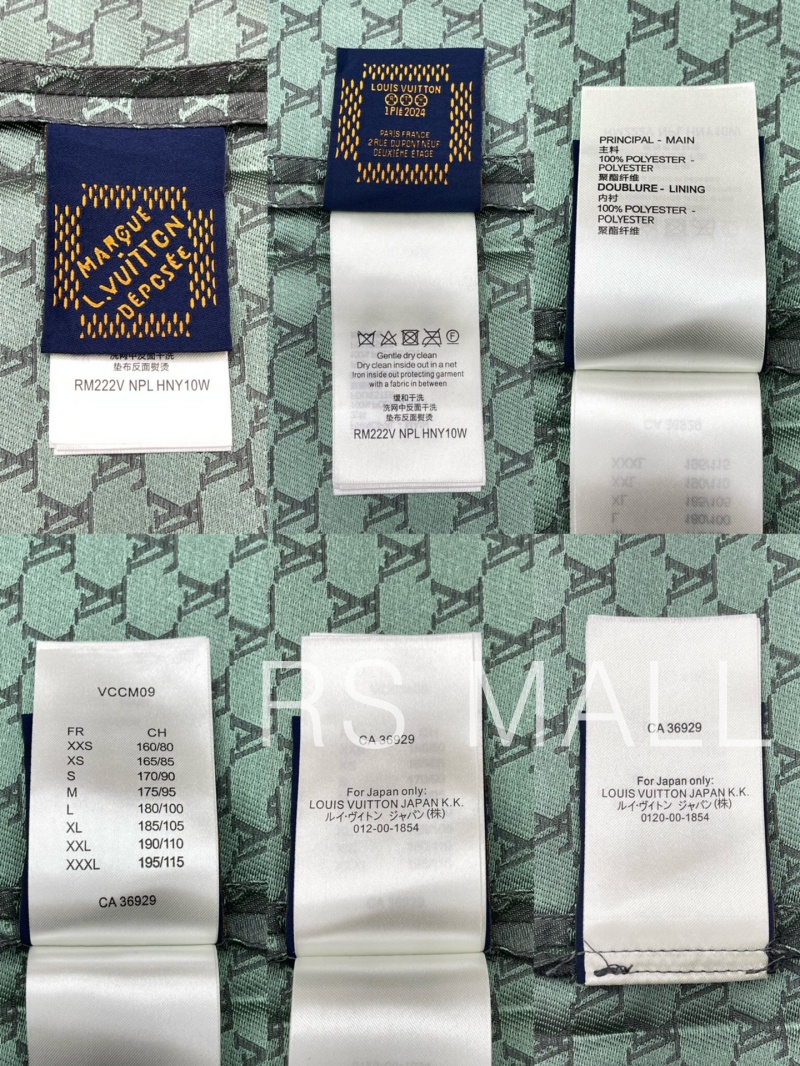 MARQUE
L.VUITTON
DÉPOSÉE
洗网中反面干洗
垫布反面熨烫
RM222V NPL HNY10W
LOUIS VUITTON
1 PIÉ 2024
PARIS FRANCE
2 RUE DU PONT NEUF
DEUXIÈME ETAGE
P
Gentle dry clean
Dry clean inside out in a net
Iron inside out protecting garment
with a fabric in between
缓和干洗
洗网中反面干洗
垫布反面熨烫
RM222V NPL HNY10W
PRINCIPAL - MAIN
主料
100% POLYESTER -
POLYESTER
聚酯纤维
DOUBLURE - LINING
内衬
100% POLYESTER -
POLYESTER
聚酯纤维
VCCM09
FR CH
XXS 160/80
XS 165/85
S 170/90
M 175/95
L 180/100
XL 185/105
XXL 190/110
XXXL 195/115
CA 36929
CA 36929
For Japan only:
LOUIS VUITTON JAPAN K.K.
ルイ・ヴィトン ジャパン(株)
012-00-1854
CA 36929
For Japan only:
LOUIS VUITTON JAPAN K.K.
ルイ・ヴィトン ジャパン(株)
0120-00-1854
RS MALL